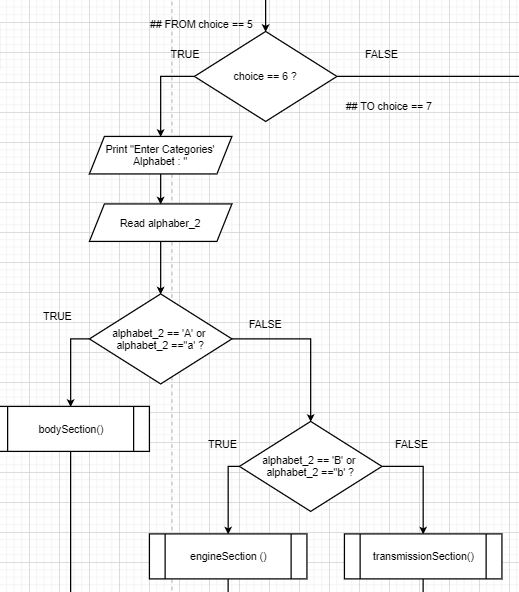 ## FROM choice == 5
TRUE
FALSE
choice == 6 ?
## TO choice == 7
Print "Enter Categories'
Alphabet : "
Read alphaber_2
TRUE
alphabet_2 == 'A' or
alphabet_2 =="a' ?
FALSE
bodySection()
TRUE
alphabet_2 == 'B' or
alphabet_2 =="b' ?
FALSE
engineSection ()
transmissionSection()